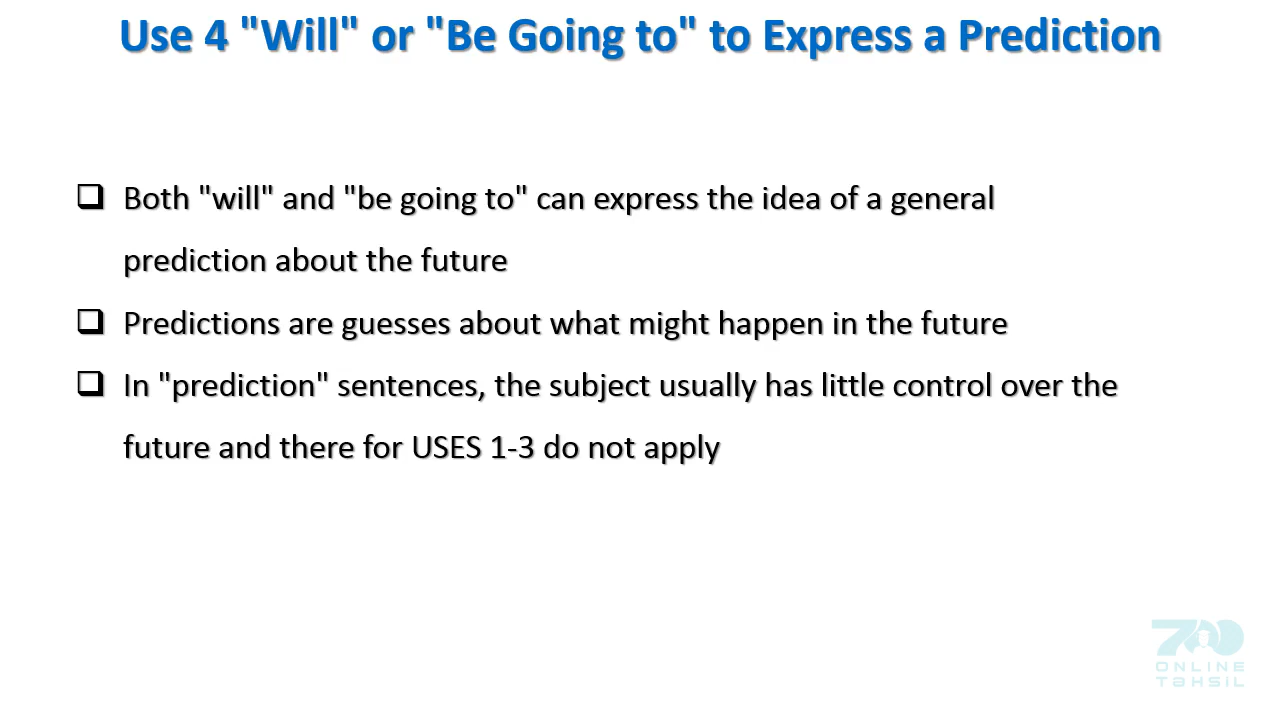 Use 4 "Will" or "Be Going to" to Express a Prediction
Both "will" and "be going to" can express the idea of a general
prediction about the future
Predictions are guesses about what might happen in the future
In "prediction" sentences, the subject usually has little control over the
future and there for USES 1-3 do not apply
700
ONLINE
TAHSIL